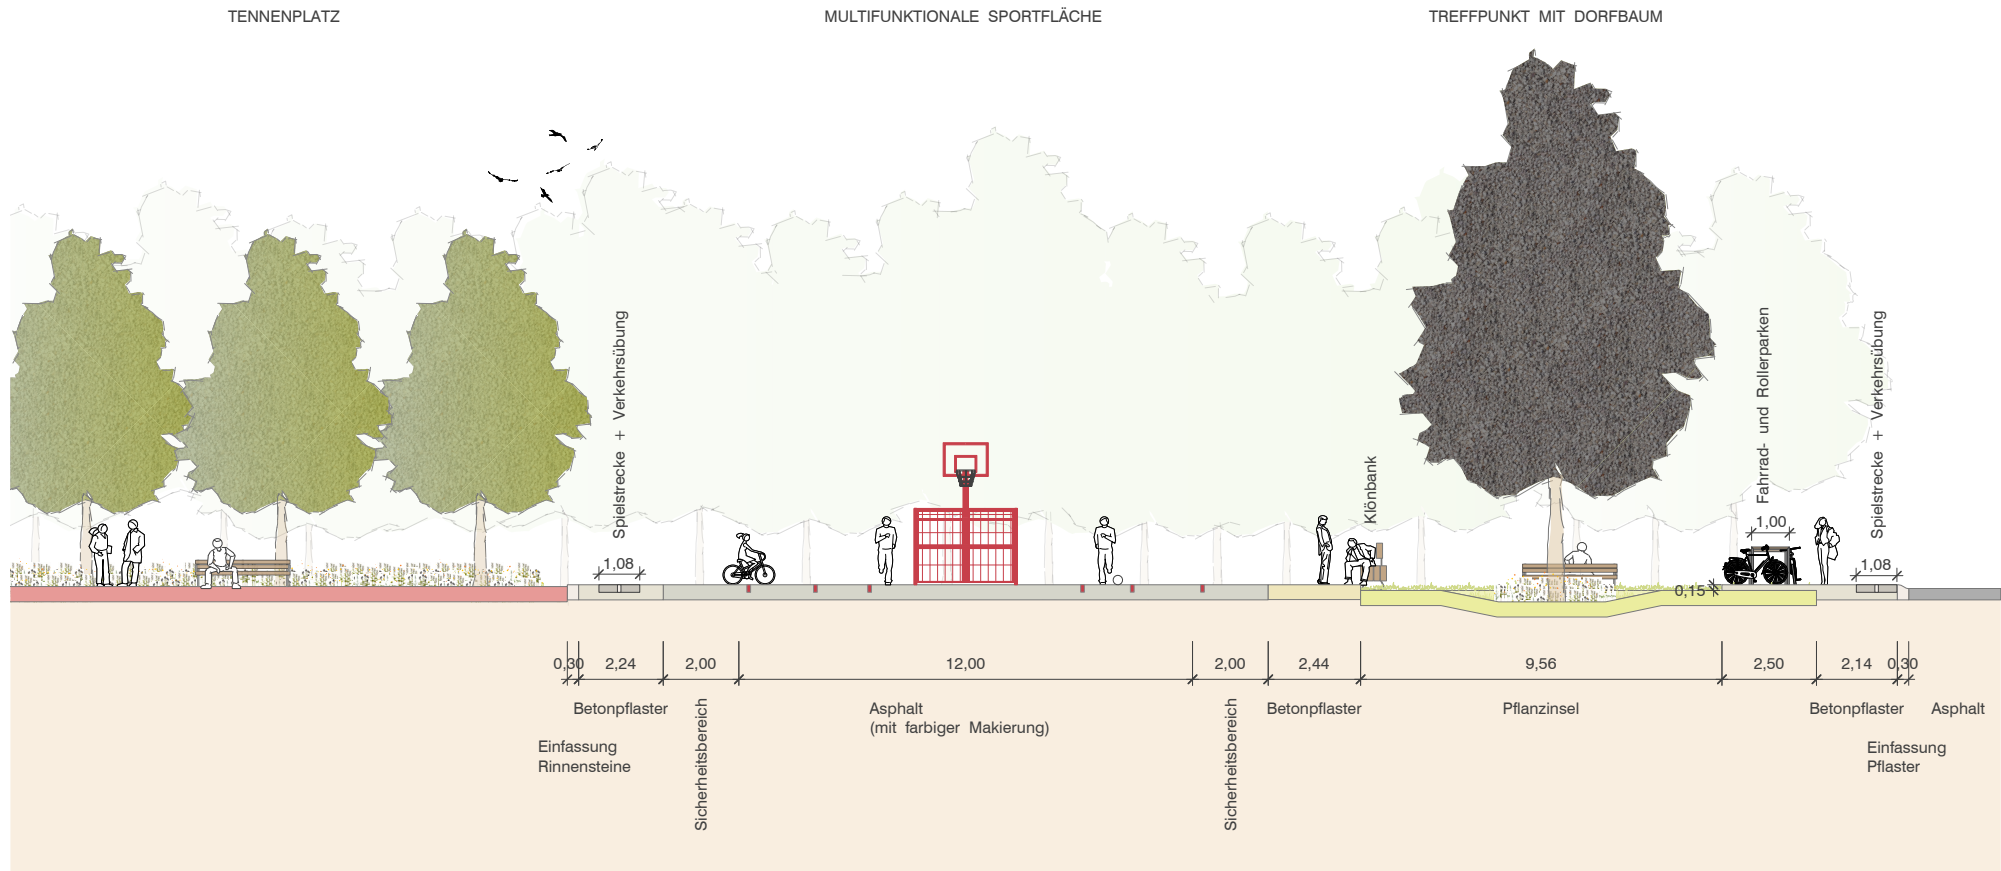 TENNENPLATZ
MULTIFUNKTIONALE SPORTFLÄCHE
TREFFPUNKT MIT DORFBAUM
Spielstrecke + Verkehrsübung
Klönbank
Fahrrad- und Rollerparken
Spielstrecke + Verkehrsübung
1,08
1,00
1,08
0,15
0,30
2,24
2,00
12,00
2,00
2,44
9,56
2,50
2,14
0,30
Betonpflaster
Sicherheitsbereich
Asphalt
(mit farbiger Makierung)
Sicherheitsbereich
Betonpflaster
Pflanzinsel
Betonpflaster
Asphalt
Einfassung
Rinnensteine
Einfassung
Pflaster